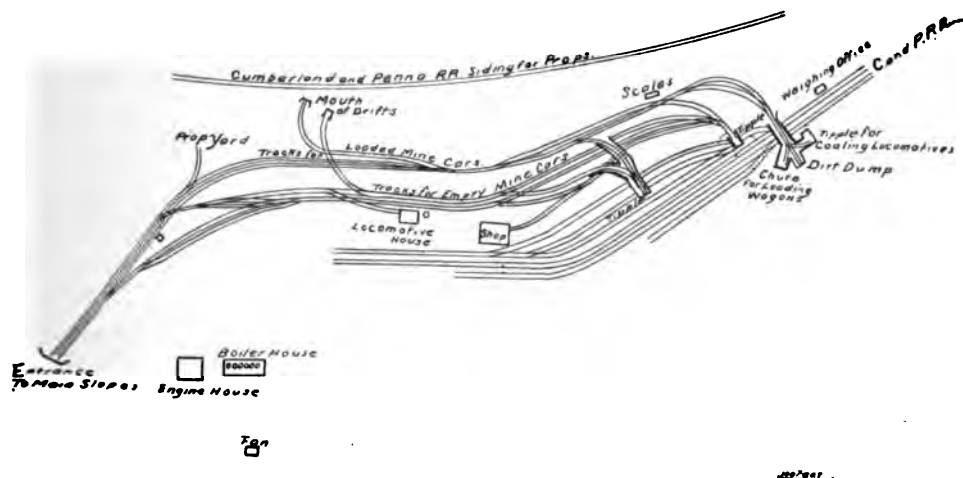 Cumberland and Penna RR Siding for Props.
Mouth
of Drifts
Scales
Weighing Office
C and P.R.R.
Prop Yard
Tracks for Loaded Mine Cars.
Tracks for Empty Mine Cars
Tipple
Tipple for
Coaling Locomotives
Dirt Dump
Chute
For Loading
Wagons
Tipple
Shop
Locomotive
House
Entrance
To Main Slopes
Boiler House
Engine House
Fan